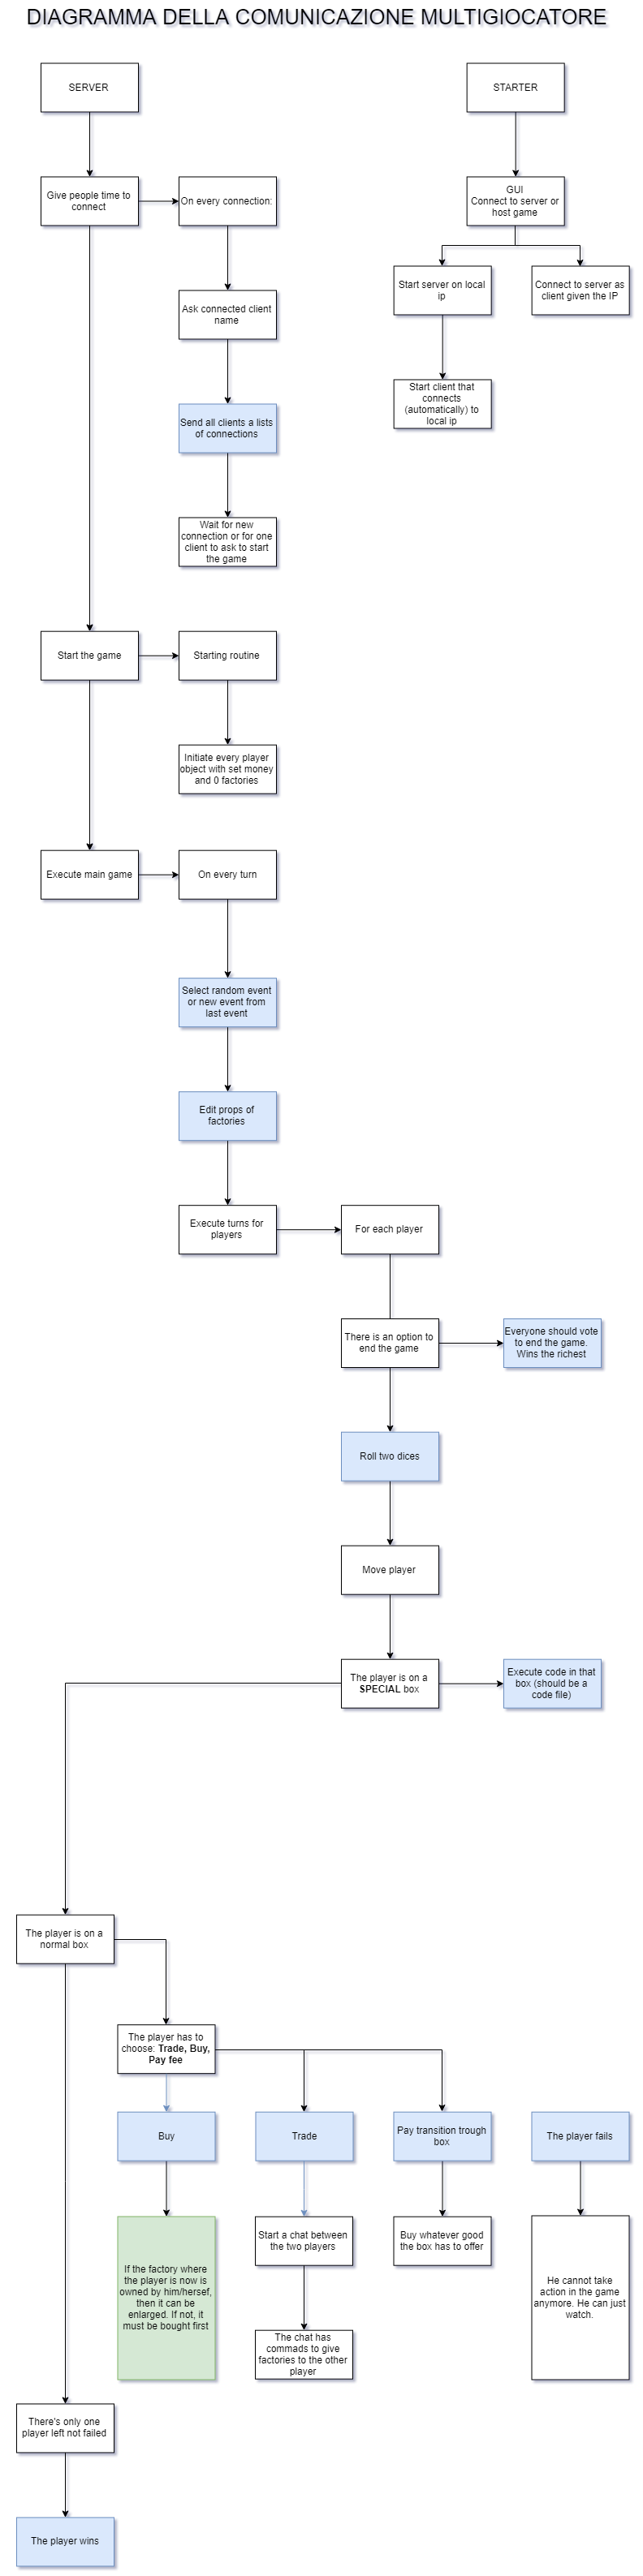 DIAGRAMMA DELLA COMUNICAZIONE MULTIGIOCATORE
SERVER
STARTER
Give people time to
connect
On every connection:
GUI
Connect to server or
host game
Start server on local
ip
Connect to server as
client given the IP
Ask connected client
name
Start client that
connects
(automatically) to
local ip
Send all clients a lists
of connections
Wait for new
connection or for one
client to ask to start
the game
Start the game
Starting routine
Initiate every player
object with set money
and 0 factories
Execute main game
On every turn
Select random event
or new event from
last event
Edit props of
factories
Execute turns for
players
For each player
There is an option to
end the game
Everyone should vote
to end the game.
Wins the richest
Roll two dices
Move player
The player is on a
SPECIAL box
Execute code in that
box (should be a
code file)
The player is on a
normal box
The player has to
choose: Trade, Buy,
Pay fee
Buy
Trade
Pay transition trough
box
The player fails
If the factory where
the player is now is
owned by him/hersef,
then it can be
enlarged. If not, it
must be bought first
Start a chat between
the two players
Buy whatever good
the box has to offer
He cannot take
action in the game
anymore. He can just
watch.
The chat has
commads to give
factories to the other
player
There's only one
player left not failed
The player wins